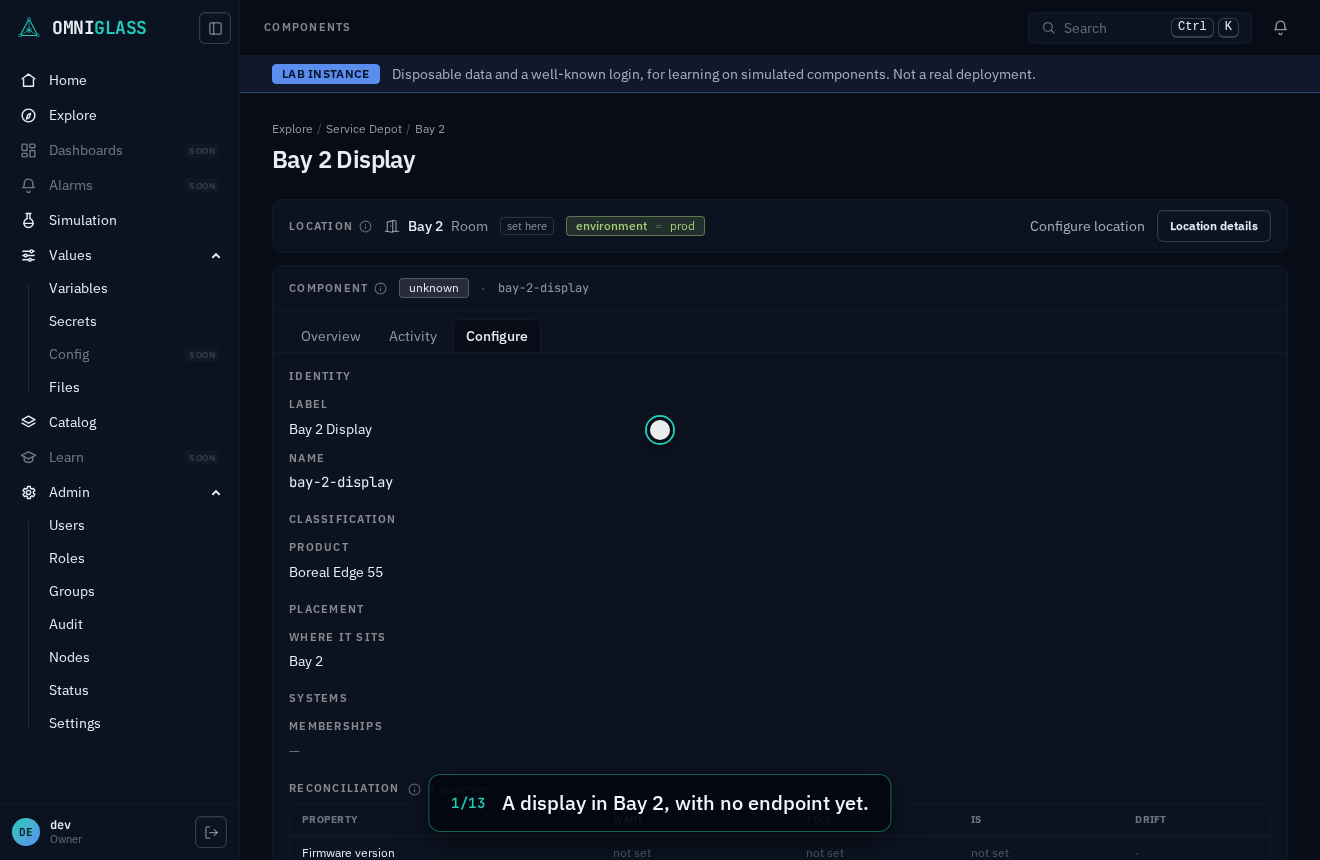 OMNIGLASS
COMPONENTS
Search
Ctrl K
LAB INSTANCE Disposable data and a well-known login, for learning on simulated components. Not a real deployment.
Home
Explore
Dashboards SOON
Alarms SOON
Simulation
Values
Variables
Secrets
Config SOON
Files
Catalog
Learn SOON
Admin
Users
Roles
Groups
Audit
Nodes
Status
Settings
DE dev
Owner
Explore / Service Depot / Bay 2
Bay 2 Display
LOCATION Bay 2 Room set here environment = prod Configure location Location details
COMPONENT unknown · bay-2-display
Overview Activity Configure
IDENTITY
LABEL
Bay 2 Display
NAME
bay-2-display
CLASSIFICATION
PRODUCT
Boreal Edge 55
PLACEMENT
WHERE IT SITS
Bay 2
SYSTEMS
MEMBERSHIPS
—
RECONCILIATION properties
1/13 A display in Bay 2, with no endpoint yet.
PROPERTY WANT TOLD IS DRIFT
Firmware version not set not set not set ·